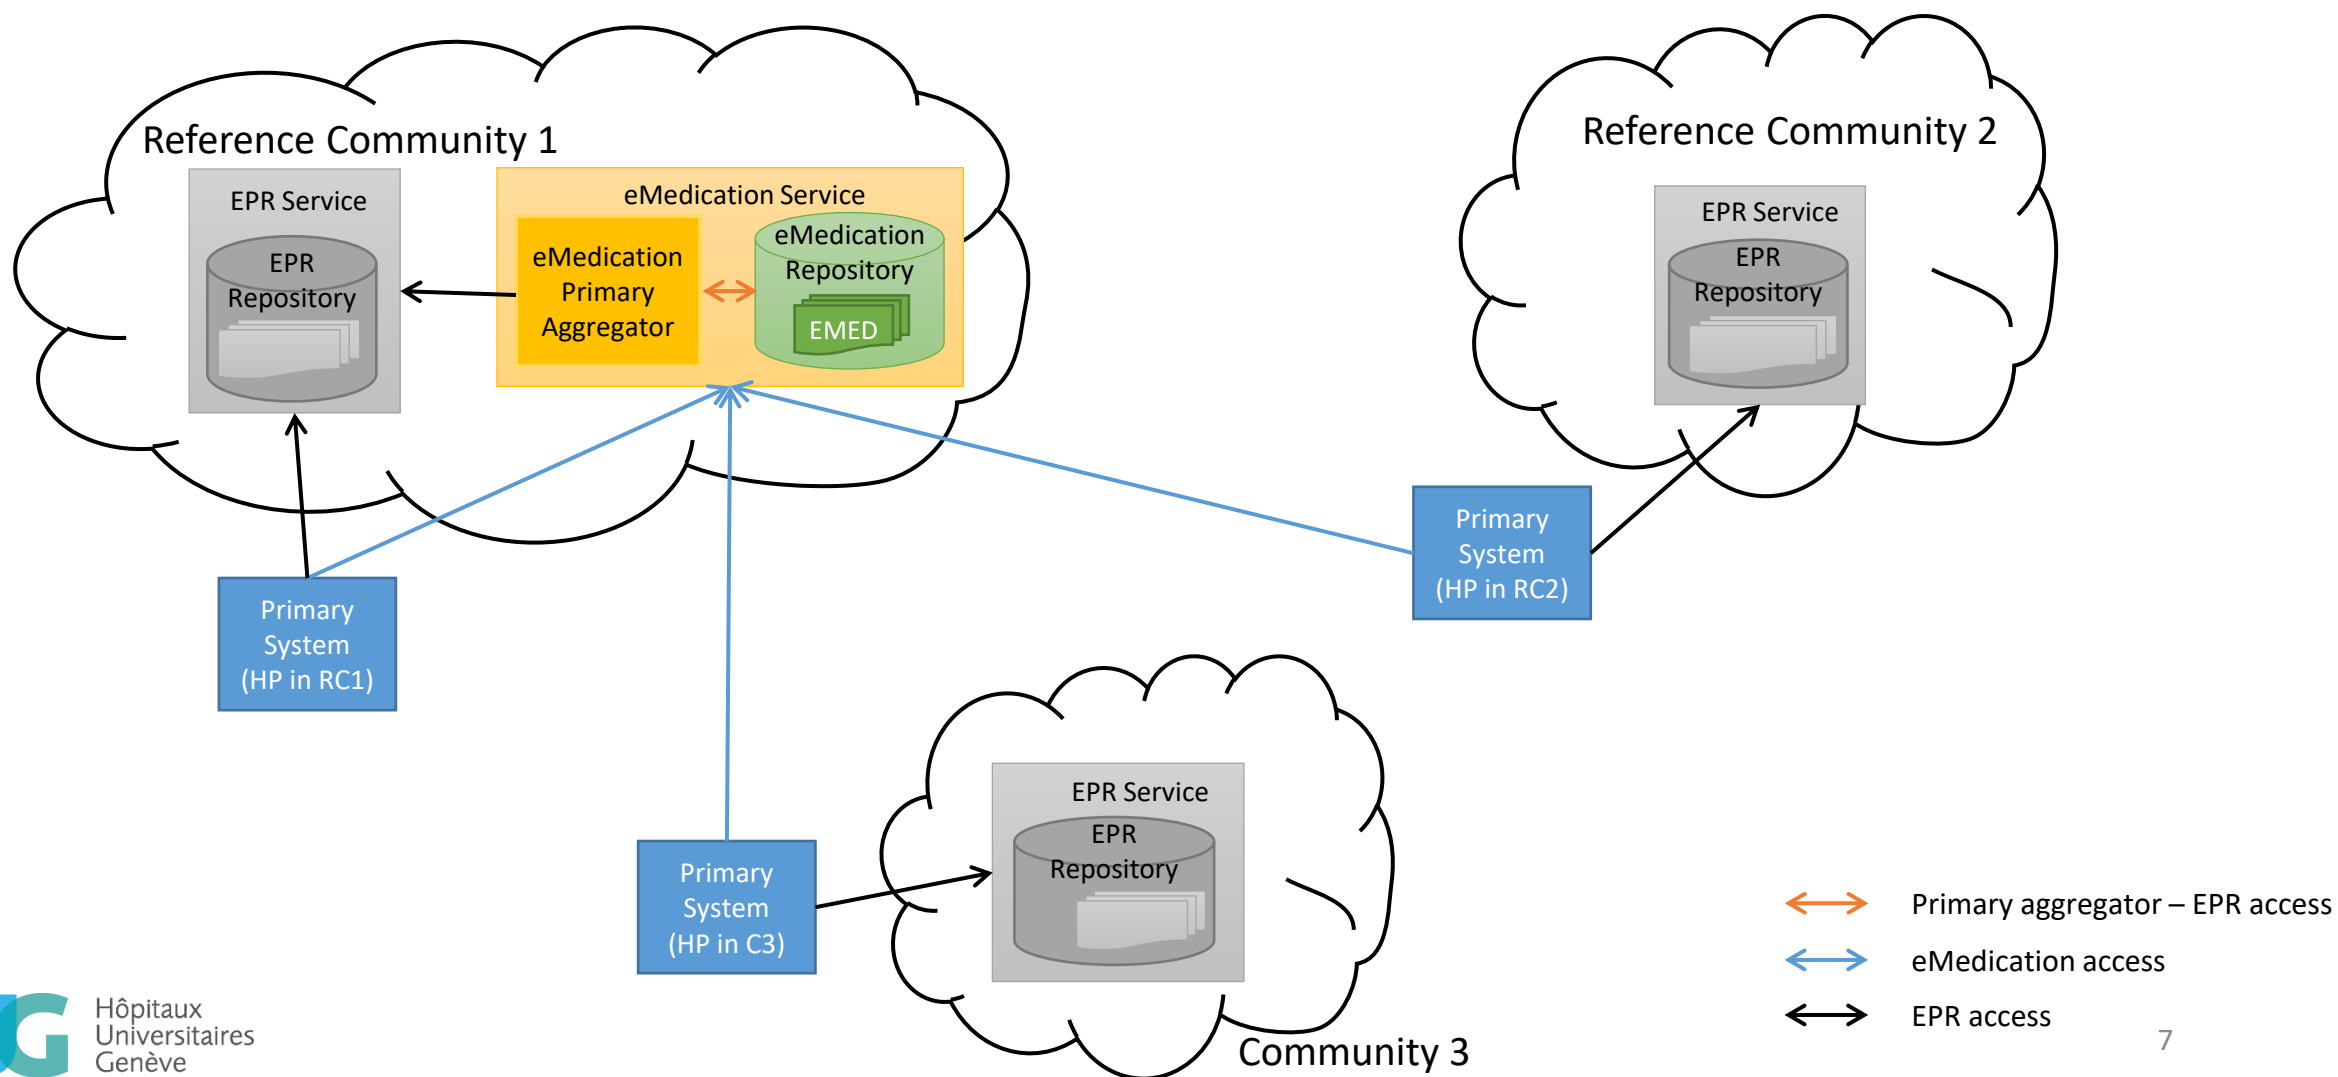 Reference Community 1
EPR Service
EPR
Repository
eMedication Service
eMedication
Primary
Aggregator
eMedication
Repository
EMED
Reference Community 2
EPR Service
EPR
Repository
Primary
System
(HP in RC1)
Primary
System
(HP in RC2)
Primary
System
(HP in C3)
EPR Service
EPR
Repository
Community 3
Primary aggregator – EPR access
eMedication access
EPR access
7
Hôpitaux
Universitaires
Genève